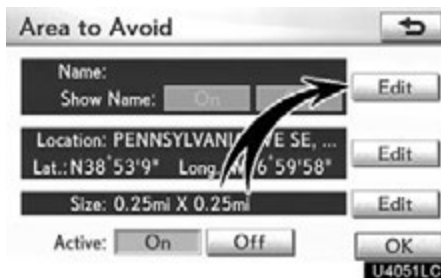 Area to Avoid
Name:
Edit
Show Name: On
Location: PENNSYLVANI VE SE, ...
Edit
Lat.: N38°53'9" Long. 6°59'58"
Size: 0.25mi X 0.25mi
Edit
Active: On Off
OK
U4051LC